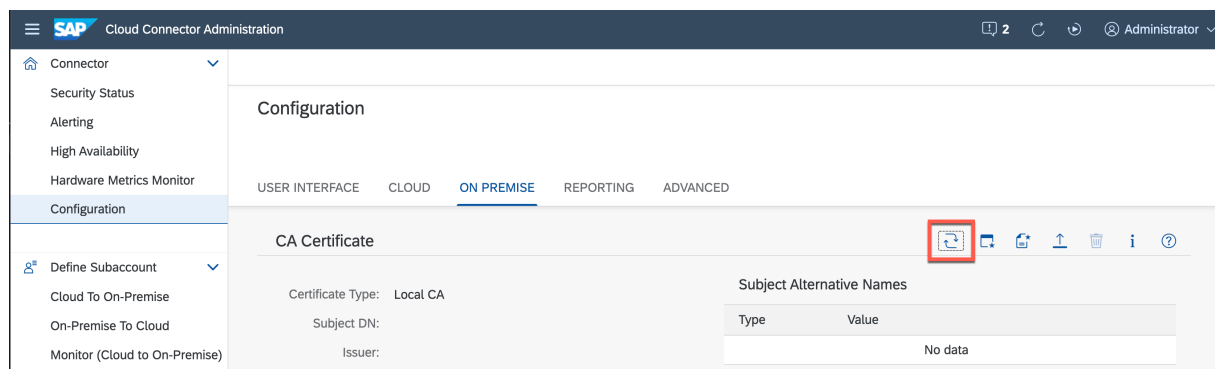 SAP Cloud Connector Administration 2 Administrator
Connector
Security Status
Alerting
High Availability
Hardware Metrics Monitor
Configuration
Define Subaccount
Cloud To On-Premise
On-Premise To Cloud
Monitor (Cloud to On-Premise)
Configuration
USER INTERFACE CLOUD ON PREMISE REPORTING ADVANCED
CA Certificate
Certificate Type: Local CA
Subject DN:
Issuer:
Subject Alternative Names
Type Value
No data